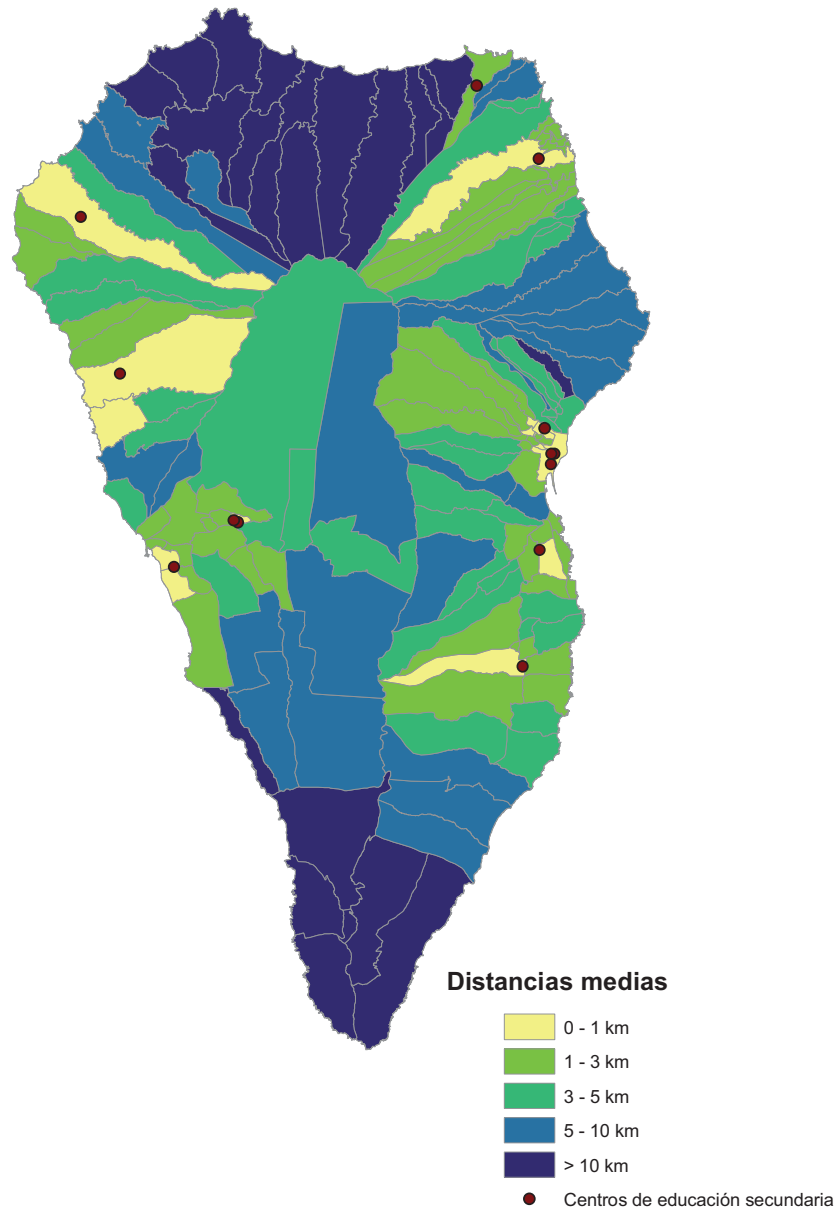 Distancias medias
0 - 1 km
1 - 3 km
3 - 5 km
5 - 10 km
> 10 km
Centros de educación secundaria